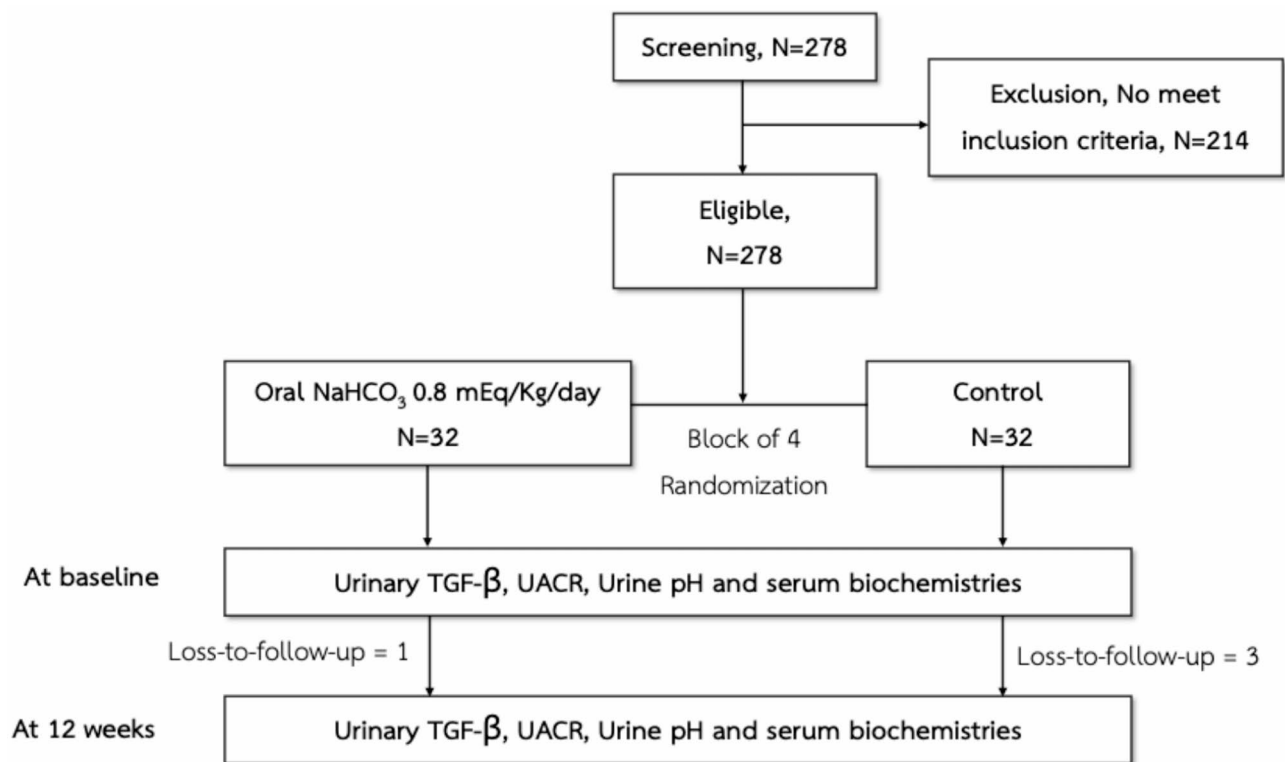 Screening, N=278
Exclusion, No meet
inclusion criteria, N=214
Eligible,
N=278
Oral NaHCO₃ 0.8 mEq/Kg/day
N=32
Control
N=32
Block of 4
Randomization
At baseline
Urinary TGF-β, UACR, Urine pH and serum biochemistries
Loss-to-follow-up = 1
Loss-to-follow-up = 3
At 12 weeks
Urinary TGF-β, UACR, Urine pH and serum biochemistries